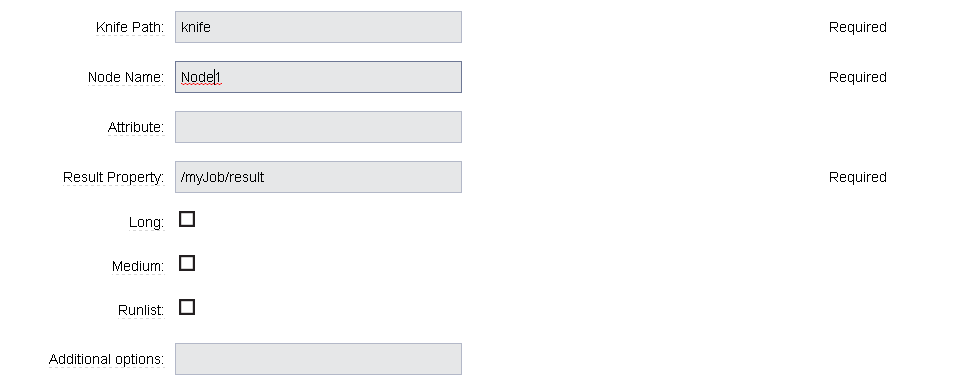 Knife Path: knife Required
Node Name: Node1 Required
Attribute:
Result Property: /myJob/result Required
Long:
Medium:
Runlist:
Additional options: